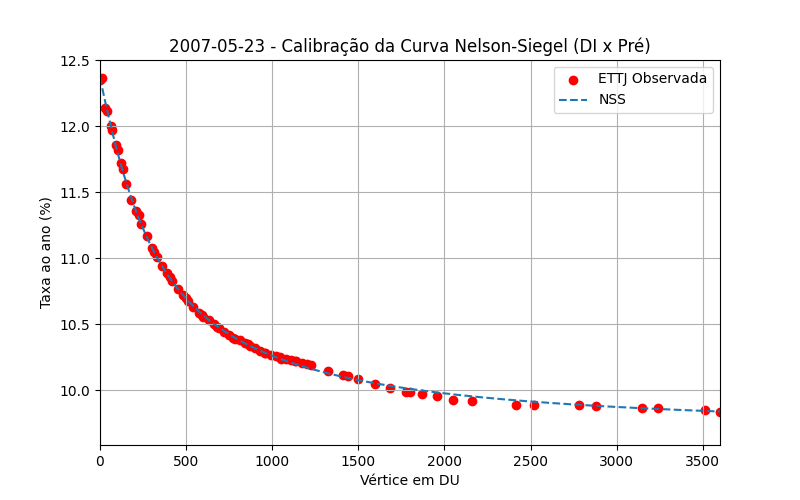 2007-05-23 - Calibração da Curva Nelson-Siegel (DI x Pré)
ETTJ Observada
NSS
Taxa ao ano (%)
12.5
12.0
11.5
11.0
10.5
10.0
0 500 1000 1500 2000 2500 3000 3500
Vértice em DU